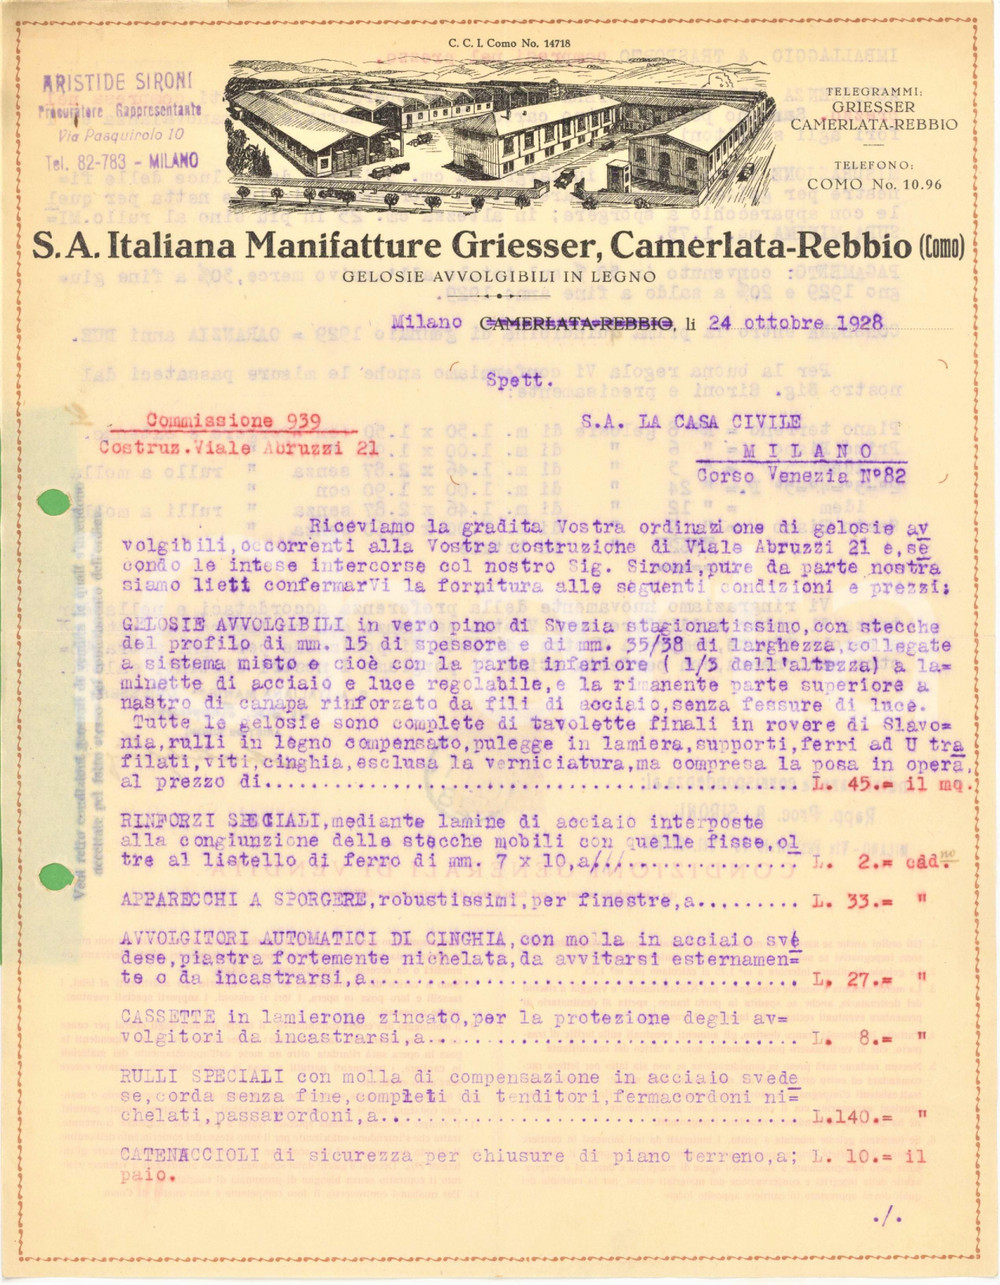 C. C. I. Como No. 14718
ARISTIDE SIRONI
Procuratore Rappresentante
Via Pasquirolo 10
Tel. 82-783 - MILANO
TELEGRAMMI:
GRIESSER
CAMERLATA-REBBIO
TELEFONO:
COMO No. 10.96
S.A. Italiana Manifatture Griesser, Camerlata-Rebbio (Como)
GELOSIE AVVOLGIBILI IN LEGNO
Milano CAMERLATA-REBBIO, li 24 ottobre 1928
Spett.
Commissione 939
Costruz.Viale Abruzzi 21
S.A. LA CASA CIVILE
M I L A N O
Corso Venezia N°82
Riceviamo la gradita Vostra ordinazione di gelosie av
volgibili,occorrenti alla Vostra costruziche di Viale Abruzzi 21 e,se
condo le intese intercorse col nostro Sig. Sironi,pure da parte nostra
siamo lieti confermarVi la fornitura alle seguenti condizioni e prezzi:
GELOSIE AVVOLGIBILI in vero pino di Svezia stagionatissimo,con stecche
del profilo di mm. 15 di spessore e di mm. 35/38 di larghezza,collegate
a sistema misto e cioè con la parte inferiore ( 1/3 dell'altezza) a la=
minette di acciaio e luce regolabile,e la rimanente parte superiore a
nastro di canapa rinforzato da fili di acciaio,senza fessure di luce.
Tutte le gelosie sono complete di tavolette finali in rovere di Slavo=
nia,rulli in legno compensato,pulegge in lamiera,supporti,ferri ad U tra
filati,viti,cinghia,esclusa la verniciatura,ma compresa la posa in opera,
al prezzo di....................................... L. 45.= il mq.
RINFORZI SPECIALI,mediante lamine di acciaio interposte
alla congiunzione delle stecche mobili con quelle fisse,ol
tre al listello di ferro di mm. 7 x 10,a///........... L. 2.= cad.no
APPARECCHI A SPORGERE,robustissimi,per finestre,a......... L. 33.= "
AVVOLGITORI AUTOMATICI DI CINGHIA,con molla in acciaio sve
dese,piastra fortemente nichelata,da avvitarsi esternamen=
te o da incastrarsi,a..................................... L. 27.= "
CASSETTE in lamierone zincato,per la protezione degli av=
volgitori da incastrarsi,a................................ L. 8.= "
RULLI SPECIALI con molla di compensazione in acciaio svede
se,corda senza fine,completi di tenditori,fermacordoni ni=
chelati,passacordoni,a.................................... L.140.= "
CATENACCIOLI di sicurezza per chiusure di piano terreno,a; L. 10.= il
paio.
./.